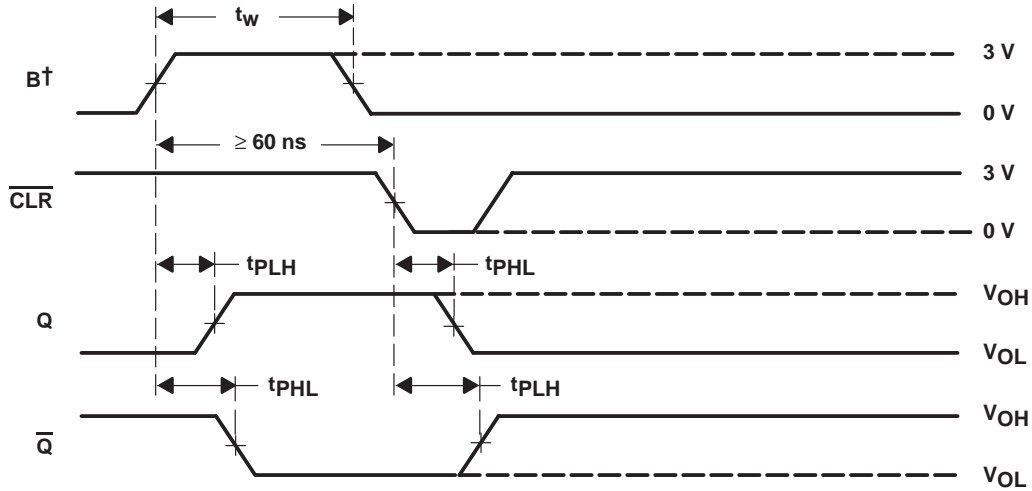 tw
B†
3 V
0 V
≥ 60 ns
CLR
3 V
0 V
tPLH
tPHL
Q
VOH
VOL
tPHL
tPLH
Q
VOH
VOL